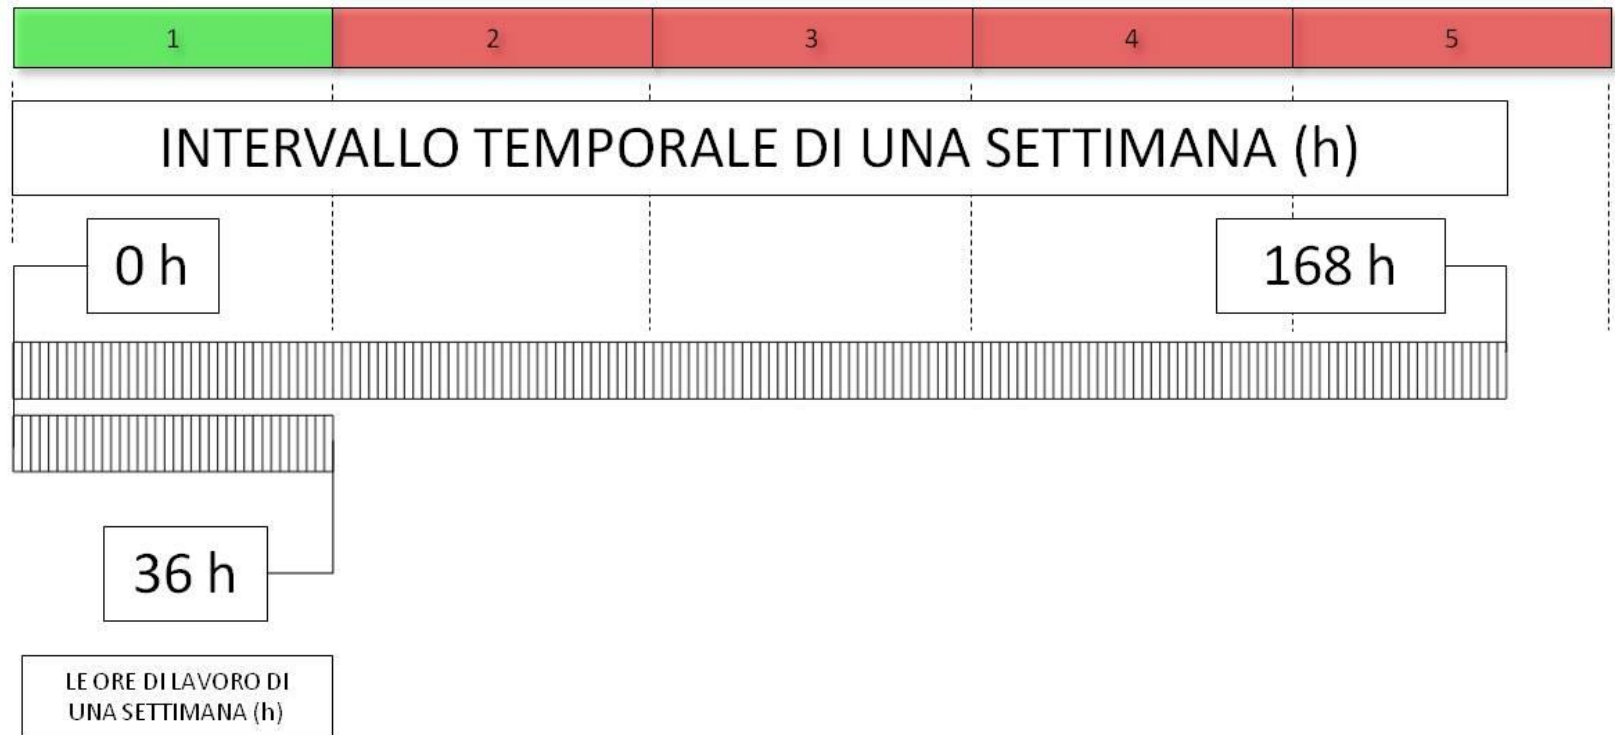 1 2 3 4 5
INTERVALLO TEMPORALE DI UNA SETTIMANA (h)
0 h 168 h
36 h
LE ORE DI LAVORO DI
UNA SETTIMANA (h)